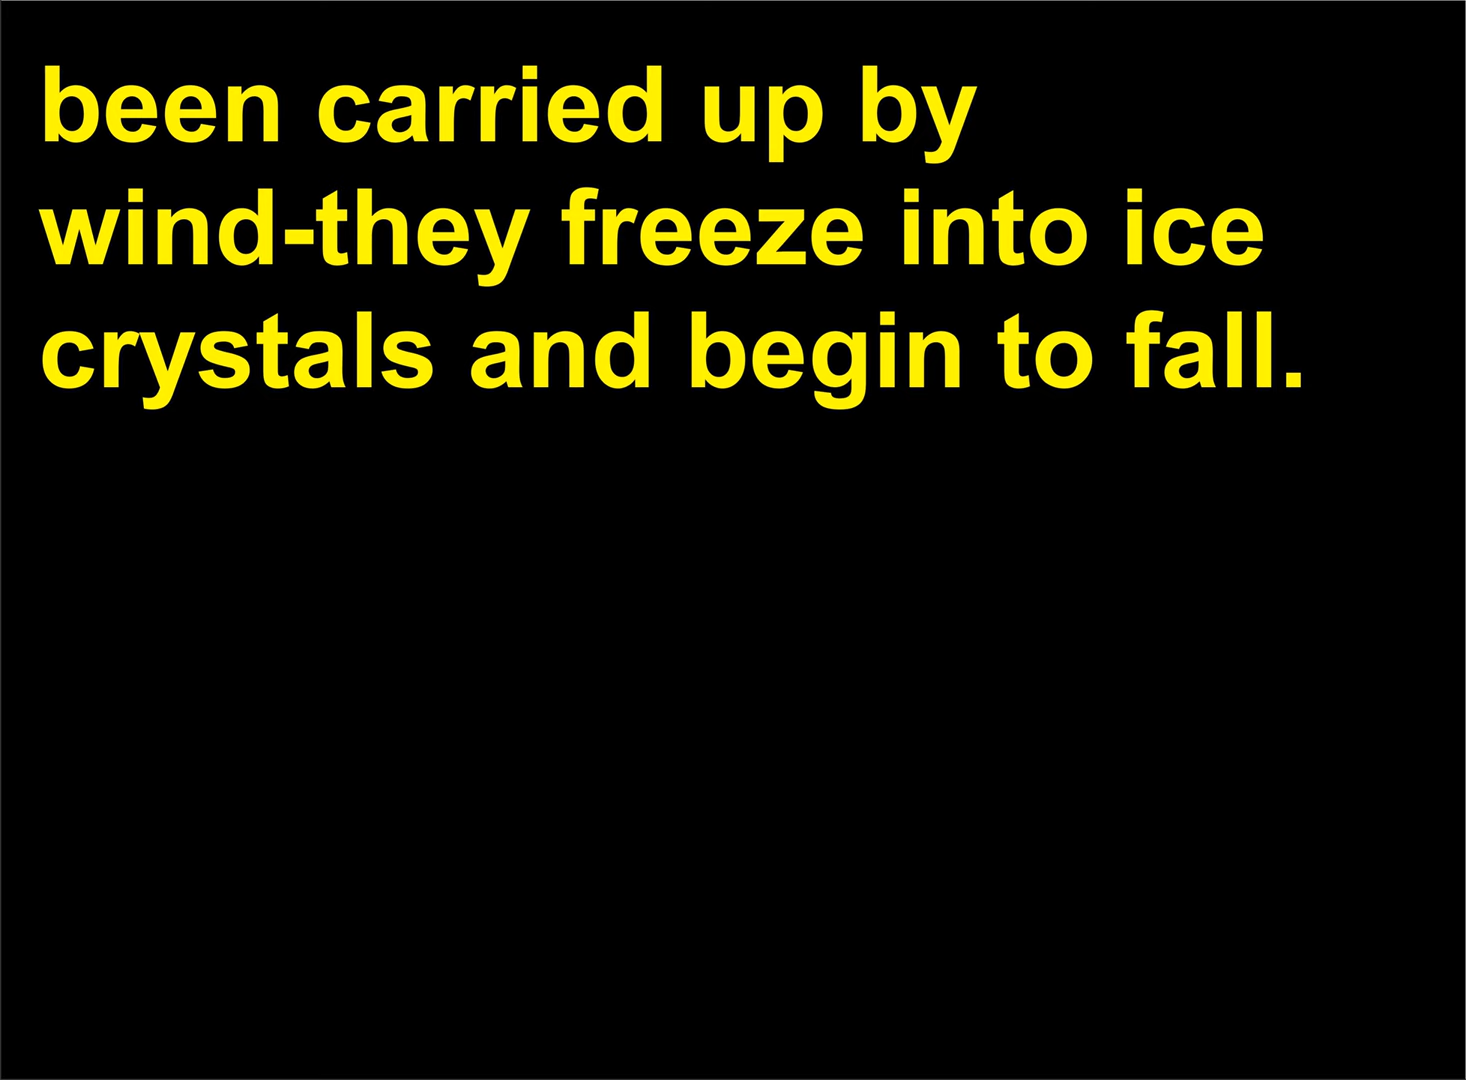 been carried up by
wind-they freeze into ice
crystals and begin to fall.